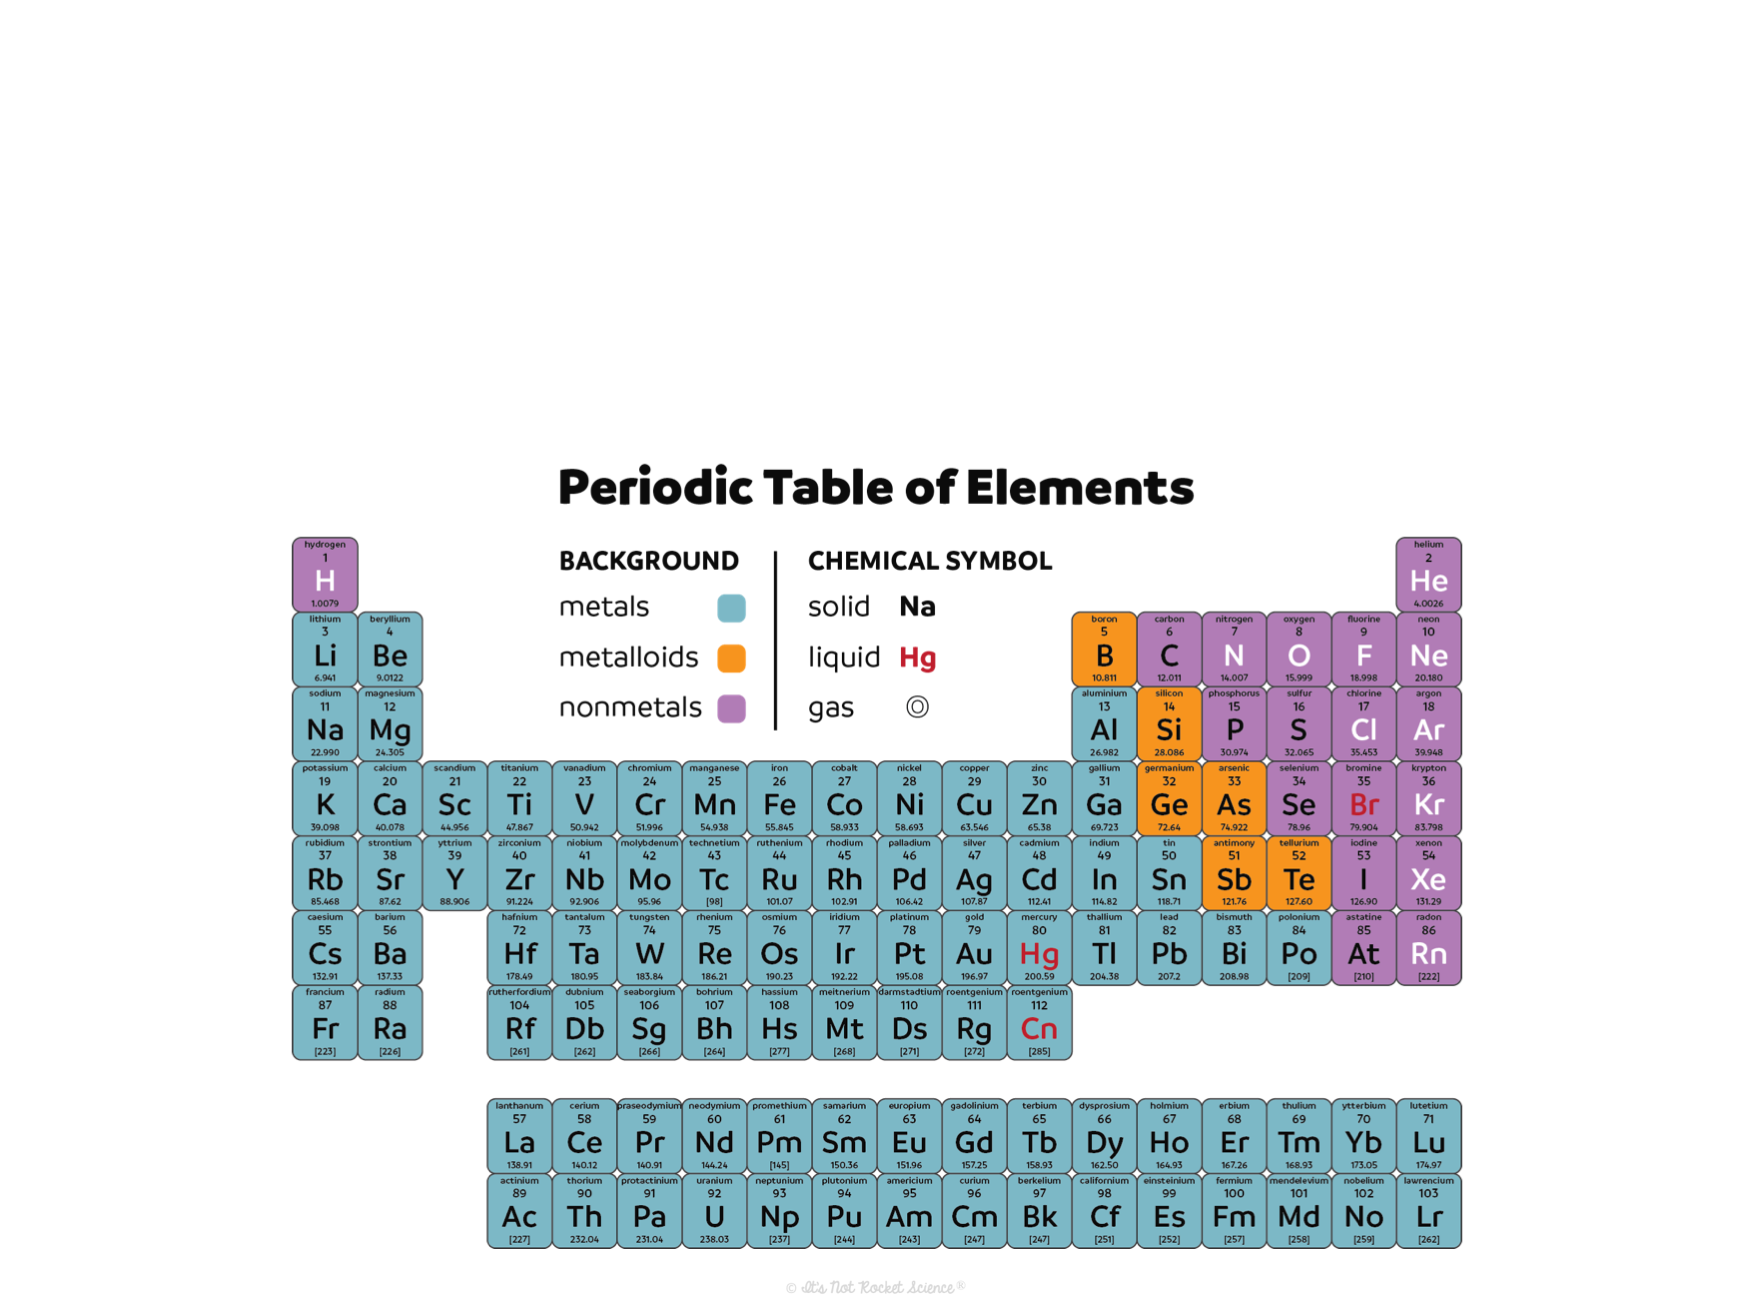 Periodic Table of Elements
BACKGROUND
metals
metalloids
nonmetals
CHEMICAL SYMBOL
solid Na
liquid Hg
gas O
hydrogen helium
1 2
H He
1.0079 4.0026
lithium beryllium boron carbon nitrogen oxygen fluorine neon
3 4 5 6 7 8 9 10
Li Be B C N O F Ne
6.941 9.0122 10.811 12.011 14.007 15.999 18.998 20.180
sodium magnesium aluminium silicon phosphorus sulfur chlorine argon
11 12 13 14 15 16 17 18
Na Mg Al Si P S Cl Ar
22.990 24.305 26.982 28.086 30.974 32.065 35.453 39.948
potassium calcium scandium titanium vanadium chromium manganese iron cobalt nickel copper zinc gallium germanium arsenic selenium bromine krypton
19 20 21 22 23 24 25 26 27 28 29 30 31 32 33 34 35 36
K Ca Sc Ti V Cr Mn Fe Co Ni Cu Zn Ga Ge As Se Br Kr
39.098 40.078 44.956 47.867 50.942 51.996 54.938 55.845 58.933 58.693 63.546 65.38 69.723 72.64 74.922 78.96 79.904 83.798
rubidium strontium yttrium zirconium niobium molybdenum technetium ruthenium rhodium palladium silver cadmium indium tin antimony tellurium iodine xenon
37 38 39 40 41 42 43 44 45 46 47 48 49 50 51 52 53 54
Rb Sr Y Zr Nb Mo Tc Ru Rh Pd Ag Cd In Sn Sb Te I Xe
85.468 87.62 88.906 91.224 92.906 95.96 [98] 101.07 102.91 106.42 107.87 112.41 114.82 118.71 121.76 127.60 126.90 131.29
caesium barium hafnium tantalum tungsten rhenium osmium iridium platinum gold mercury thallium lead bismuth polonium astatine radon
55 56 72 73 74 75 76 77 78 79 80 81 82 83 84 85 86
Cs Ba Hf Ta W Re Os Ir Pt Au Hg Tl Pb Bi Po At Rn
132.91 137.33 178.49 180.95 183.84 186.21 190.23 192.22 195.08 196.97 200.59 204.38 207.2 208.98 [209] [210] [222]
francium radium rutherfordium dubnium seaborgium bohrium hassium meitnerium darmstadtium roentgenium roentgenium
87 88 104 105 106 107 108 109 110 111 112
Fr Ra Rf Db Sg Bh Hs Mt Ds Rg Cn
[223] [226] [261] [262] [266] [264] [277] [268] [271] [272] [285]
lanthanum cerium praseodymium neodymium promethium samarium europium gadolinium terbium dysprosium holmium erbium thulium ytterbium lutetium
57 58 59 60 61 62 63 64 65 66 67 68 69 70 71
La Ce Pr Nd Pm Sm Eu Gd Tb Dy Ho Er Tm Yb Lu
138.91 140.12 140.91 144.24 [145] 150.36 151.96 157.25 158.93 162.50 164.93 167.26 168.93 173.05 174.97
actinium thorium protactinium uranium neptunium plutonium americium curium berkelium californium einsteinium fermium mendelevium nobelium lawrencium
89 90 91 92 93 94 95 96 97 98 99 100 101 102 103
Ac Th Pa U Np Pu Am Cm Bk Cf Es Fm Md No Lr
[227] 232.04 231.04 238.03 [237] [244] [243] [247] [247] [251] [252] [257] [258] [259] [262]
© It's Not Rocket Science®